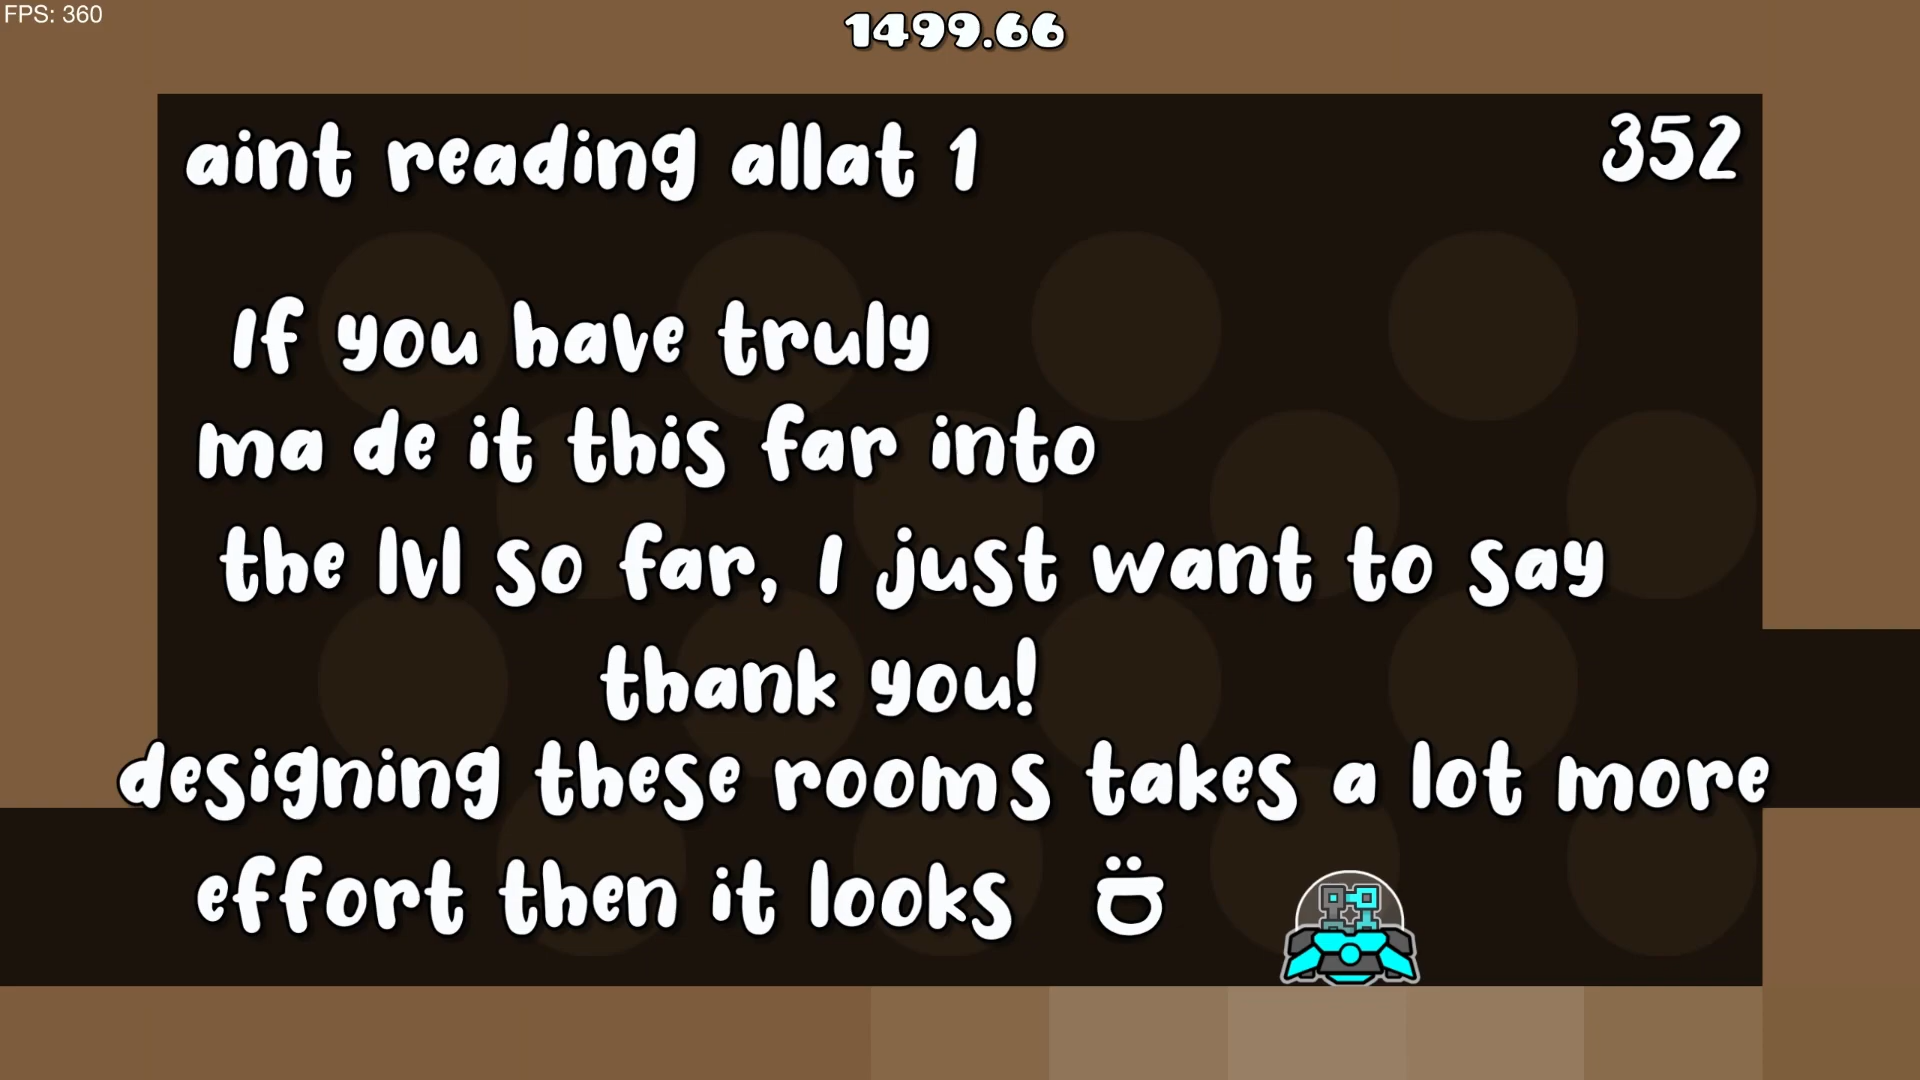 FPS: 360
1499.66
aint reading allat 1
352
If you have truly
ma de it this far into
the lvl so far, I just want to say
thank you!
designing these rooms takes a lot more
effort then it looks :D